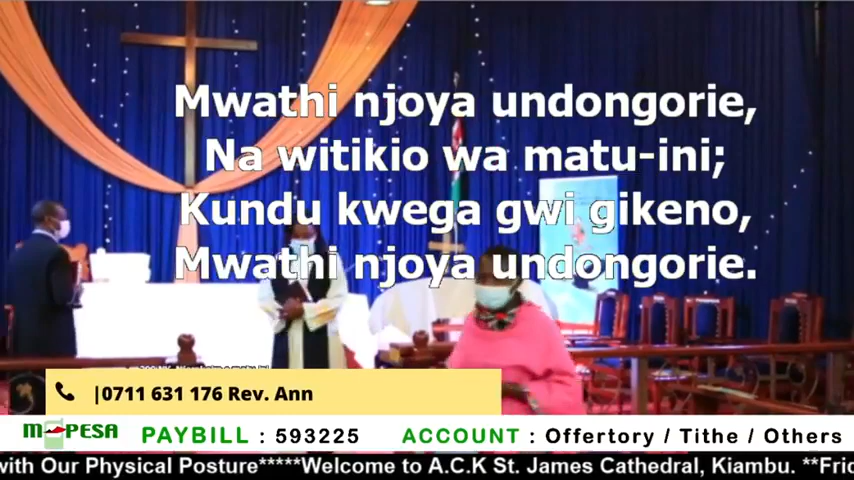 Mwathi njoya undongorie,
Na witikio wa matu-ini;
Kundu kwega gwi gikeno,
Mwathi njoya undongorie.
|0711 631 176 Rev. Ann
M-PESA PAYBILL : 593225 ACCOUNT : Offertory / Tithe / Others
with Our Physical Posture*****Welcome to A.C.K St. James Cathedral, Kiambu. **Fric